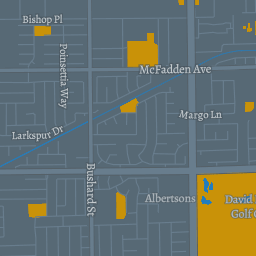 Bishop Pl
Poinsettia Way
McFadden Ave
Margo Ln
Larkspur Dr
Bushard St
Albertsons
David
Golf